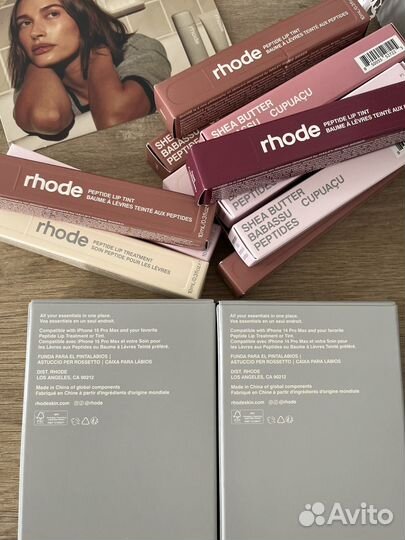 rhode
PEPTIDE LIP TINT
BAUME À LÈVRES TEINTÉ AUX PEPTIDES
SHEA BUTTER
BABASSU CUPUAÇU
PEPTIDES
rhode
PEPTIDE LIP TINT
BAUME À LÈVRES TEINTÉ AUX
rhode
PEPTIDE LIP TINT
BAUME À LÈVRES TEINTÉ AUX PEPTIDES
SHEA BUTTER
BABASSU CUPUAÇU
PEPTIDES
rhode
PEPTIDE LIP TREATMENT
SOIN PEPTIDE POUR LES LÈVRES
All your essentials in one place.
Vos essentiels en un seul endroit.
Compatible with iPhone 14 Pro Max and your favorite
Peptide Lip Treatment or Tint.
Compatible avec iPhone 14 Pro Max et votre Soin pour
les Lèvres aux Peptides ou Baume à Lèvres Teinté préféré.
FUNDA PARA EL PINTALABIOS /
ASTUCCIO PER ROSSETTO / CAIXA PARA LÁBIOS
DIST. RHODE
LOS ANGELES, CA 90212
Made in China of global components
Fabriqué en Chine à partir d'ingrédients d'origine mondiale
rhodeskin.com @rhode
All your essentials in one place.
Vos essentiels en un seul endroit.
Compatible with iPhone 14 Pro Max and your favorite
Peptide Lip Treatment or Tint.
Compatible avec iPhone 14 Pro Max et votre Soin pour
les Lèvres aux Peptides ou Baume à Lèvres Teinté préféré.
FUNDA PARA EL PINTALABIOS /
ASTUCCIO PER ROSSETTO / CAIXA PARA LÁBIOS
DIST. RHODE
LOS ANGELES, CA 90212
Made in China of global components
Fabriqué en Chine à partir d'ingrédients d'origine mondiale
rhodeskin.com @rhode
Avito